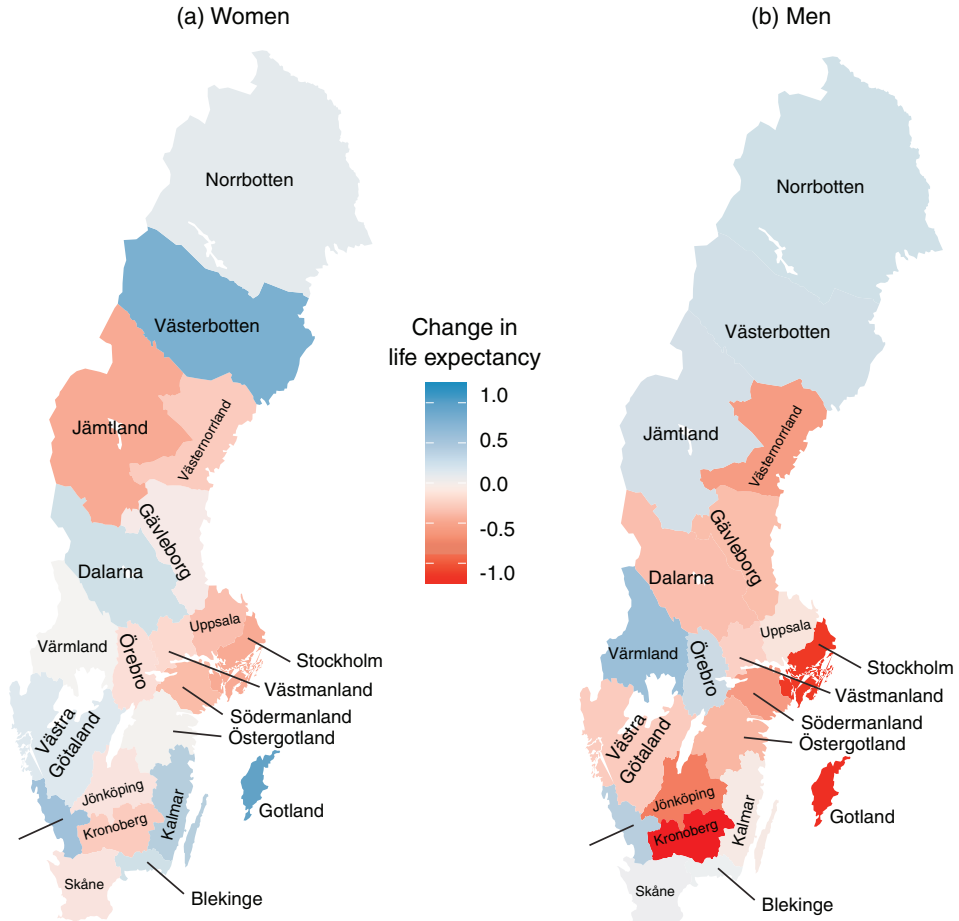 (a) Women
Norrbotten
Västerbotten
Jämtland
Västernorrland
Gävleborg
Dalarna
Uppsala
Värmland
Örebro
Stockholm
Västmanland
Södermanland
Östergotland
Västra
Götaland
Gotland
Jönköping
Kalmar
Kronoberg
Skåne
Blekinge
Change in
life expectancy
1.0
0.5
0.0
-0.5
-1.0
(b) Men
Norrbotten
Västerbotten
Jämtland
Västernorrland
Gävleborg
Dalarna
Uppsala
Värmland
Örebro
Stockholm
Västmanland
Södermanland
Östergotland
Västra
Götaland
Gotland
Jönköping
Kalmar
Kronoberg
Skåne
Blekinge